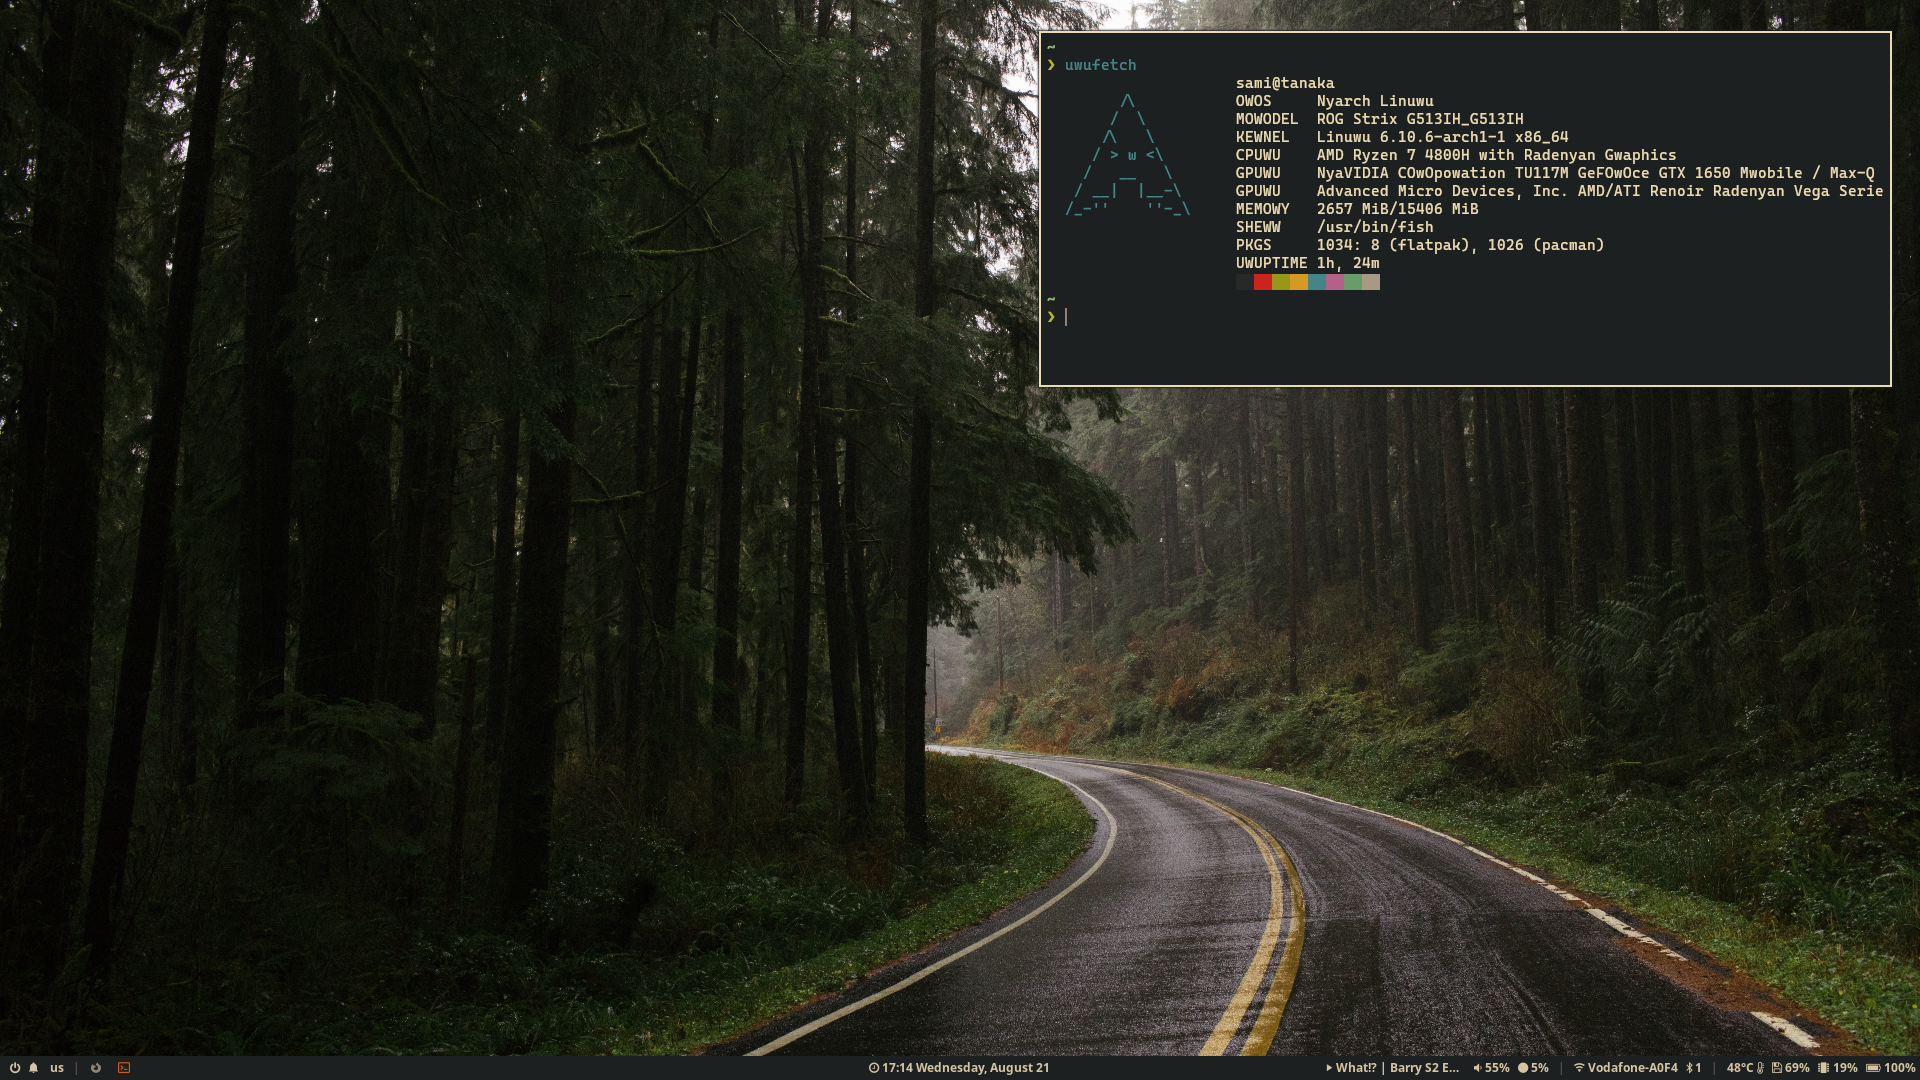 ~
❯ uwufetch
sami@tanaka
OWOS Nyarch Linuwu
MOWODEL ROG Strix G513IH_G513IH
KEWNEL Linuwu 6.10.6-arch1-1 x86_64
CPUWU AMD Ryzen 7 4800H with Radenyan Gwaphics
GPUWU NyaVIDIA COwOpowation TU117M GeFOwOce GTX 1650 Mwobile / Max-Q
GPUWU Advanced Micro Devices, Inc. AMD/ATI Renoir Radenyan Vega Serie
MEMOWY 2657 MiB/15406 MiB
SHEWW /usr/bin/fish
PKGS 1034: 8 (flatpak), 1026 (pacman)
UWUPTIME 1h, 24m
~
❯
us | 17:14 Wednesday, August 21 What!? | Barry S2 E... 55% 5% | Vodafone-A0F4 1 | 48°C 69% 19% 100%